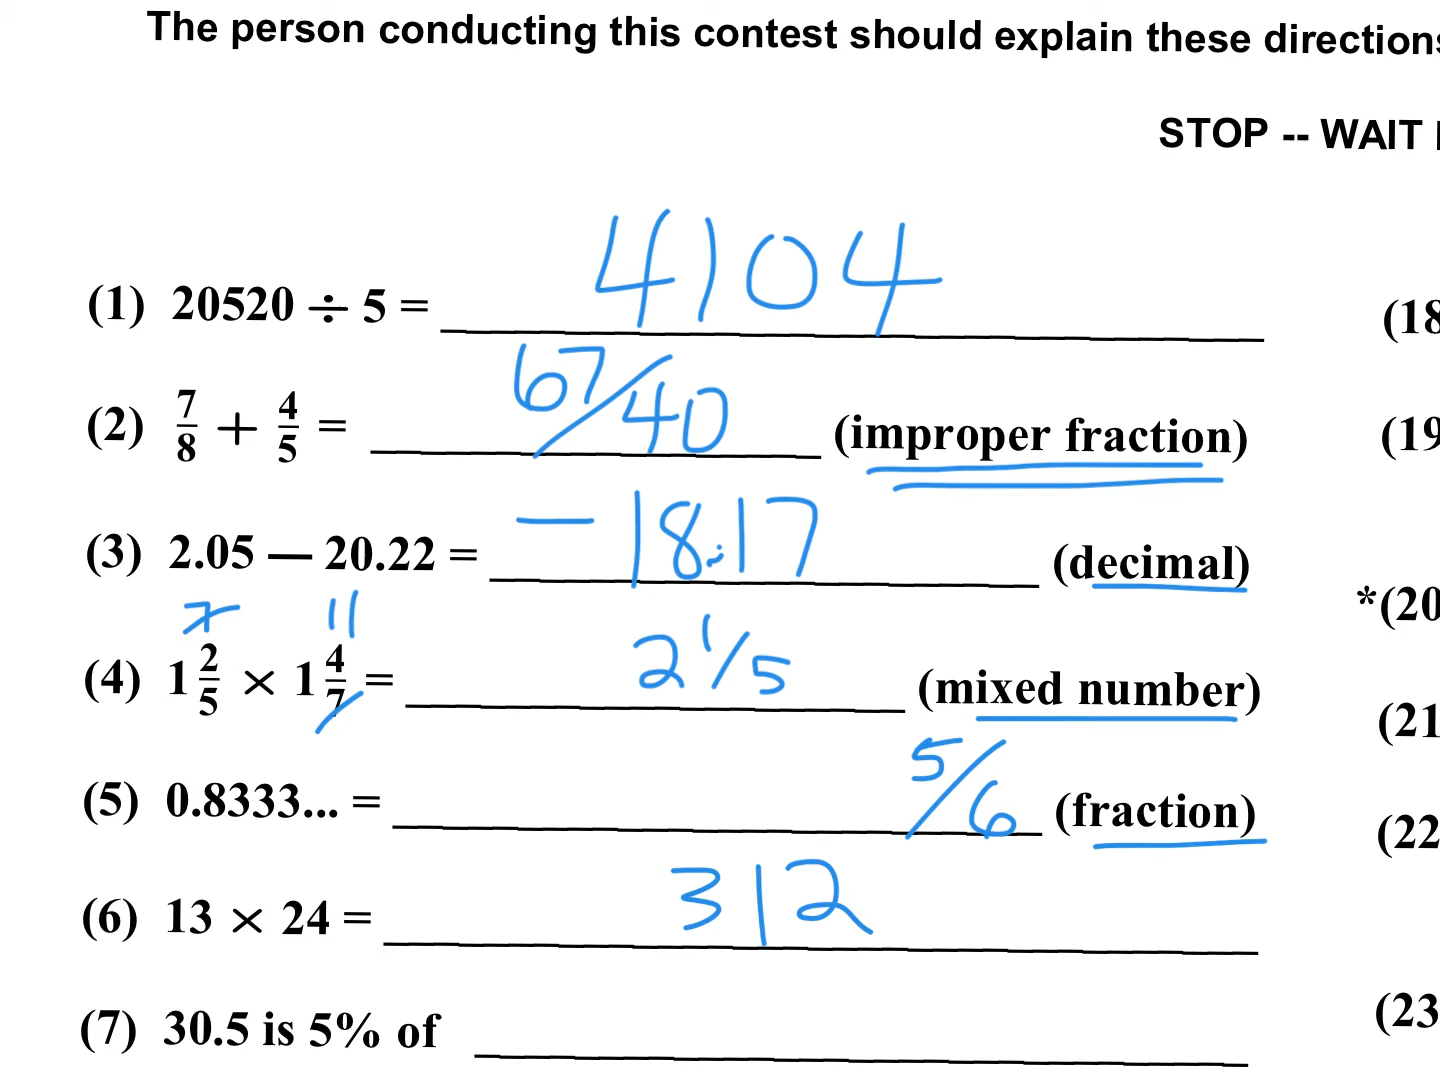 The person conducting this contest should explain these directions
STOP -- WAIT
(1) 20520 ÷ 5 = 4104
(18
(2) 7/8 + 4/5 = 67/40 (improper fraction)
(19
(3) 2.05 — 20.22 = -18.17 (decimal)
*(20
7 11
(4) 1 2/5 × 1 4/7 = 2 1/5 (mixed number)
(21
(5) 0.8333... = 5/6 (fraction)
(22
(6) 13 × 24 = 312
(7) 30.5 is 5% of
(23